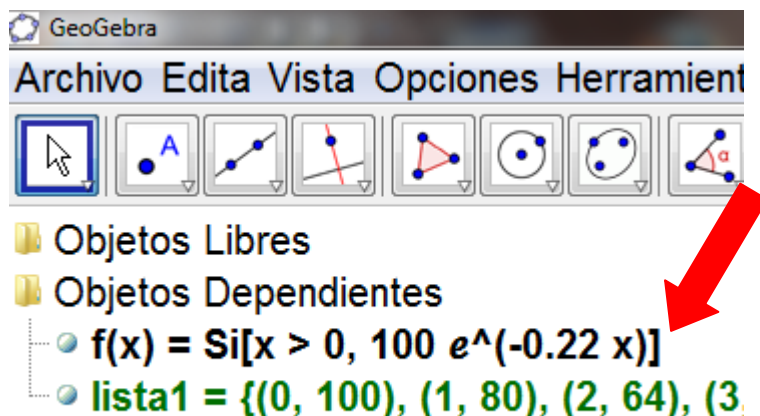 GeoGebra
Archivo Edita Vista Opciones Herramient
A
α
Objetos Libres
Objetos Dependientes
f(x) = Si[x > 0, 100 e^(-0.22 x)]
lista1 = {(0, 100), (1, 80), (2, 64), (3,